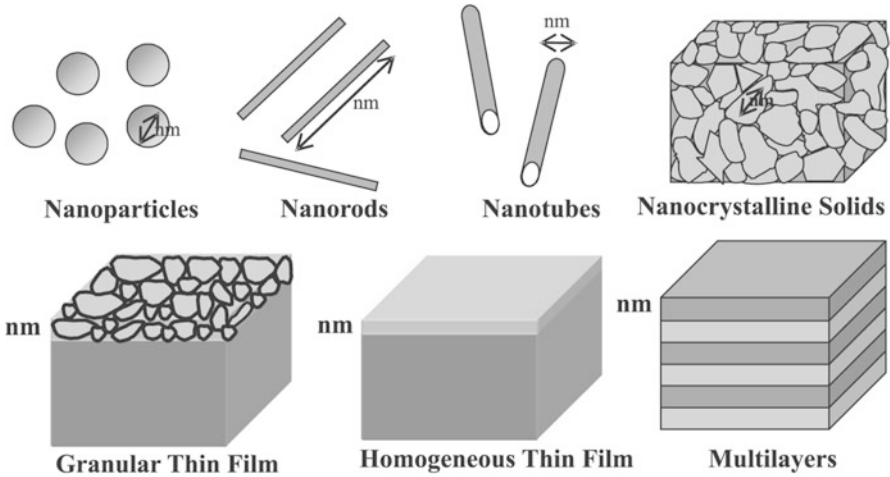 nm
nm
nm
nm
Nanoparticles
Nanorods
Nanotubes
Nanocrystalline Solids
nm
nm
nm
Granular Thin Film
Homogeneous Thin Film
Multilayers